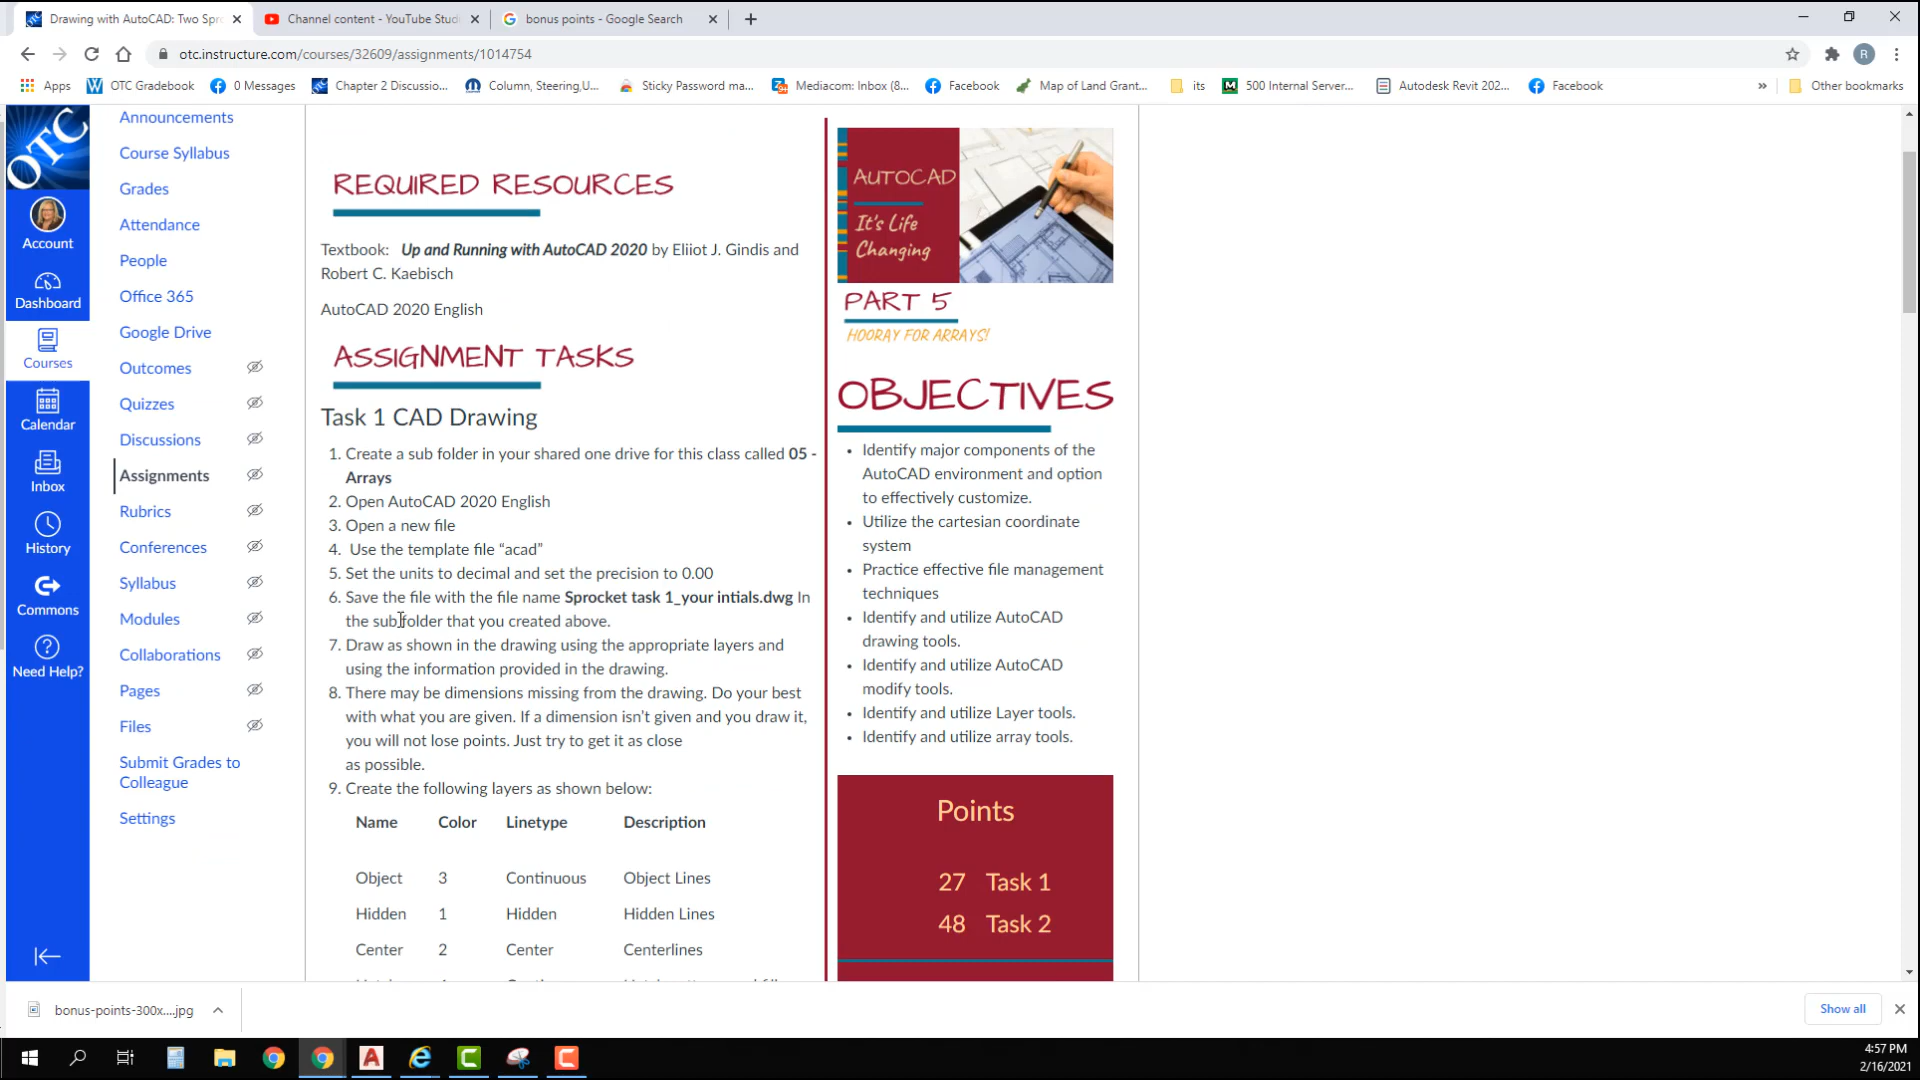 Drawing with AutoCAD: Two Spr
Channel content - YouTube Studi
bonus points - Google Search
otc.instructure.com/courses/32609/assignments/1014754
R
Apps
OTC Gradebook
0 Messages
Chapter 2 Discussio...
Column, Steering,U...
Sticky Password ma...
Mediacom: Inbox (8...
Facebook
Map of Land Grant...
its
500 Internal Server...
Autodesk Revit 202...
Facebook
»
Other bookmarks
OTC
Account
Dashboard
Courses
Calendar
Inbox
History
Commons
Need Help?
Announcements
Course Syllabus
Grades
Attendance
People
Office 365
Google Drive
Outcomes
Quizzes
Discussions
Assignments
Rubrics
Conferences
Syllabus
Modules
Collaborations
Pages
Files
Submit Grades to
Colleague
Settings
REQUIRED RESOURCES
Textbook: Up and Running with AutoCAD 2020 by Eliiot J. Gindis and
Robert C. Kaebisch
AutoCAD 2020 English
ASSIGNMENT TASKS
Task 1 CAD Drawing
1. Create a sub folder in your shared one drive for this class called 05 -
Arrays
2. Open AutoCAD 2020 English
3. Open a new file
4. Use the template file “acad”
5. Set the units to decimal and set the precision to 0.00
6. Save the file with the file name Sprocket task 1_your intials.dwg In
the sub folder that you created above.
7. Draw as shown in the drawing using the appropriate layers and
using the information provided in the drawing.
8. There may be dimensions missing from the drawing. Do your best
with what you are given. If a dimension isn’t given and you draw it,
you will not lose points. Just try to get it as close
as possible.
9. Create the following layers as shown below:
Name Color Linetype Description
Object 3 Continuous Object Lines
Hidden 1 Hidden Hidden Lines
Center 2 Center Centerlines
AUTOCAD
It's Life
Changing
PART 5
HOORAY FOR ARRAYS!
OBJECTIVES
• Identify major components of the
AutoCAD environment and option
to effectively customize.
• Utilize the cartesian coordinate
system
• Practice effective file management
techniques
• Identify and utilize AutoCAD
drawing tools.
• Identify and utilize AutoCAD
modify tools.
• Identify and utilize Layer tools.
• Identify and utilize array tools.
Points
27 Task 1
48 Task 2
bonus-points-300x....jpg
Show all
4:57 PM
2/16/2021